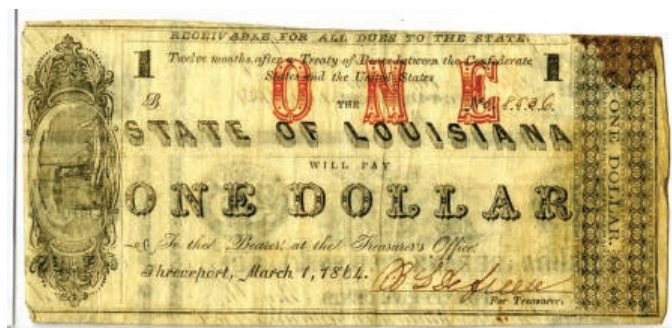 RECEIVABLE FOR ALL DUES TO THE STATE.
1 Twelve months after a Treaty of Peace between the Confederate 1
States and the United States
ONE
B. THE No.
STATE OF LOUISIANA
WILL PAY
ONE DOLLAR
To the Bearer, at the Treasurer's Office.
Shreveport, March 1, 1864.
For Treasurer.
ONE DOLLAR.